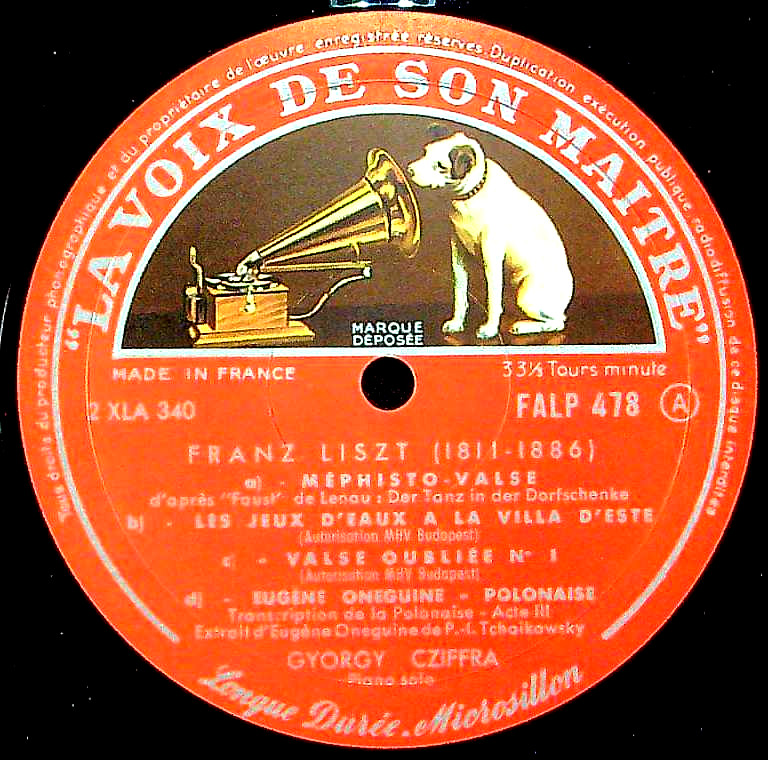 Tous droits du producteur phonographique et du propriétaire de l'œuvre enregistrée réservés. Duplication exécution publique radiodiffusion de ce disque interdites
"LA VOIX DE SON MAITRE"
MARQUE
DÉPOSÉE
MADE IN FRANCE
33⅓ Tours minute
2 XLA 340
FALP 478 A
FRANZ LISZT (1811-1886)
a) - MÉPHISTO-VALSE
d'après "Faust" de Lenau : Der Tanz in der Dorfschenke
b) - LES JEUX D'EAUX A LA VILLA D'ESTE
(Autorisation MHV Budapest)
c) - VALSE OUBLIÉE N° 1
(Autorisation MHV Budapest)
d) - EUGÈNE ONEGUINE - POLONAISE
Transcription de la Polonaise - Acte III
Extrait d'Eugène Oneguine de P.-I. Tchaikowsky
GYORGY CZIFFRA
Piano solo
Longue Durée. Microsillon